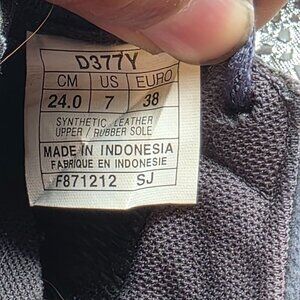 D377Y
CM US EURO
24.0 7 38
SYNTHETIC LEATHER
UPPER / RUBBER SOLE
MADE IN INDONESIA
FABRIQUE EN INDONESIE
F871212 SJ